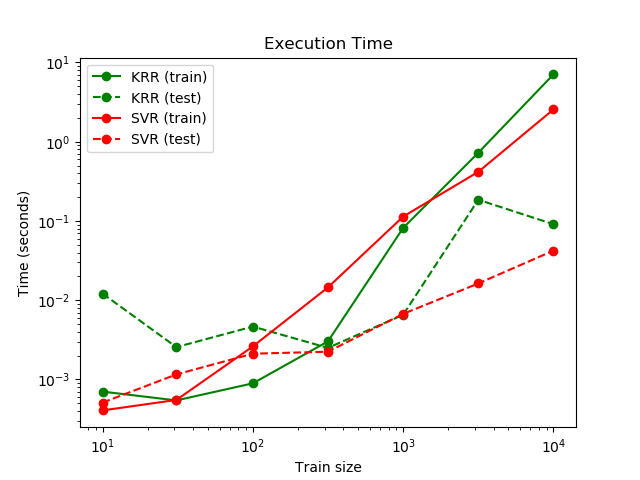 Execution Time
KRR (train)
KRR (test)
SVR (train)
SVR (test)
10¹
10⁰
10⁻¹
10⁻²
10⁻³
Time (seconds)
10¹ 10² 10³ 10⁴
Train size